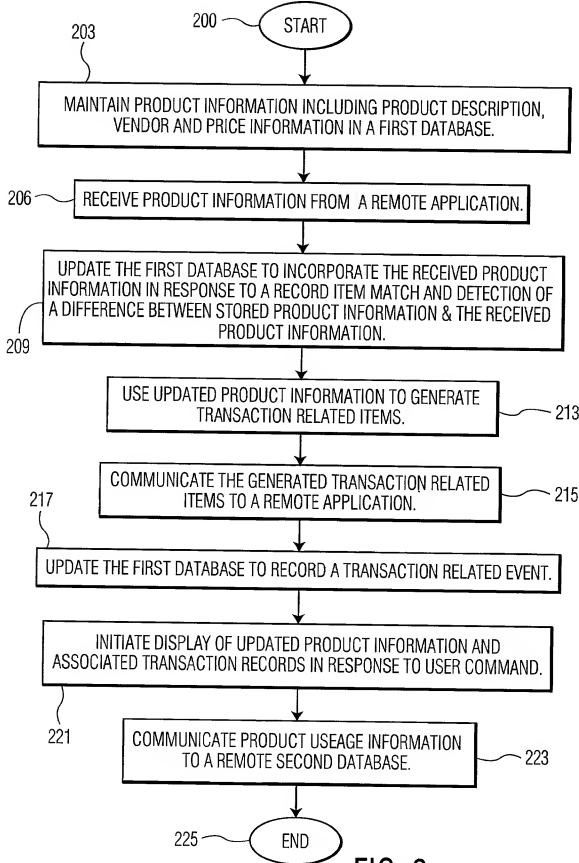 200
START
203
MAINTAIN PRODUCT INFORMATION INCLUDING PRODUCT DESCRIPTION,
VENDOR AND PRICE INFORMATION IN A FIRST DATABASE.
206
RECEIVE PRODUCT INFORMATION FROM A REMOTE APPLICATION.
UPDATE THE FIRST DATABASE TO INCORPORATE THE RECEIVED PRODUCT
INFORMATION IN RESPONSE TO A RECORD ITEM MATCH AND DETECTION OF
A DIFFERENCE BETWEEN STORED PRODUCT INFORMATION & THE RECEIVED
PRODUCT INFORMATION.
209
USE UPDATED PRODUCT INFORMATION TO GENERATE
TRANSACTION RELATED ITEMS.
213
COMMUNICATE THE GENERATED TRANSACTION RELATED
ITEMS TO A REMOTE APPLICATION.
215
217
UPDATE THE FIRST DATABASE TO RECORD A TRANSACTION RELATED EVENT.
INITIATE DISPLAY OF UPDATED PRODUCT INFORMATION AND
ASSOCIATED TRANSACTION RECORDS IN RESPONSE TO USER COMMAND.
221
COMMUNICATE PRODUCT USEAGE INFORMATION
TO A REMOTE SECOND DATABASE.
223
225
END